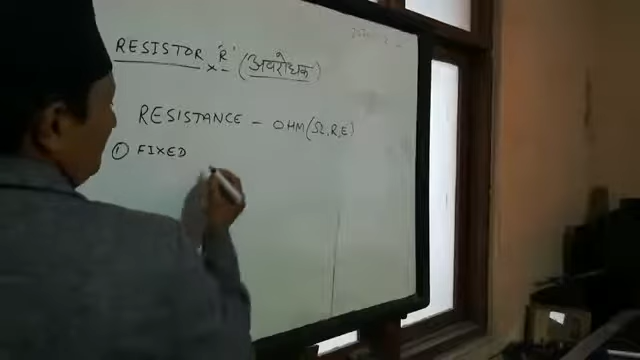 RESISTOR 'R' (अवरोधक)
RESISTANCE – OHM (Ω, R, E)
① FIXED